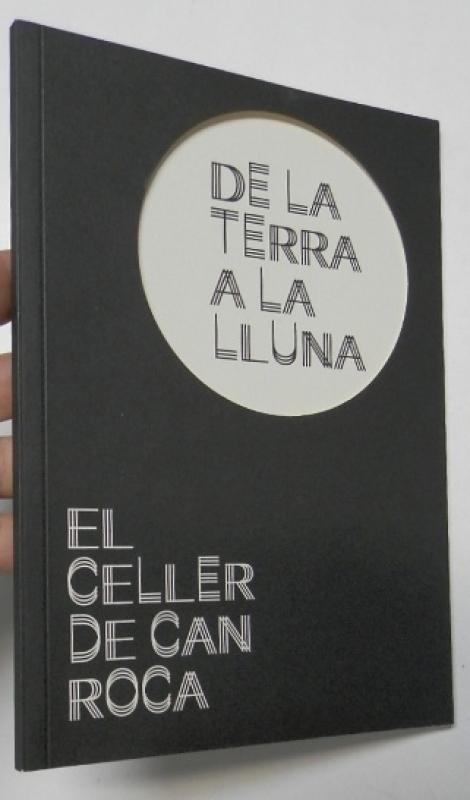 DE LA
TERRA
A LA
LLUNA
EL
CELLER
DE CAN
ROCA